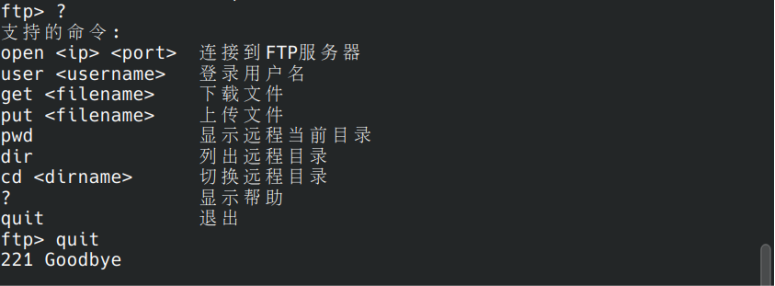 ftp> ?
支持的命令:
open <ip> <port> 连接到FTP服务器
user <username> 登录用户名
get <filename> 下载文件
put <filename> 上传文件
pwd 显示远程当前目录
dir 列出远程目录
cd <dirname> 切换远程目录
? 显示帮助
quit 退出
ftp> quit
221 Goodbye